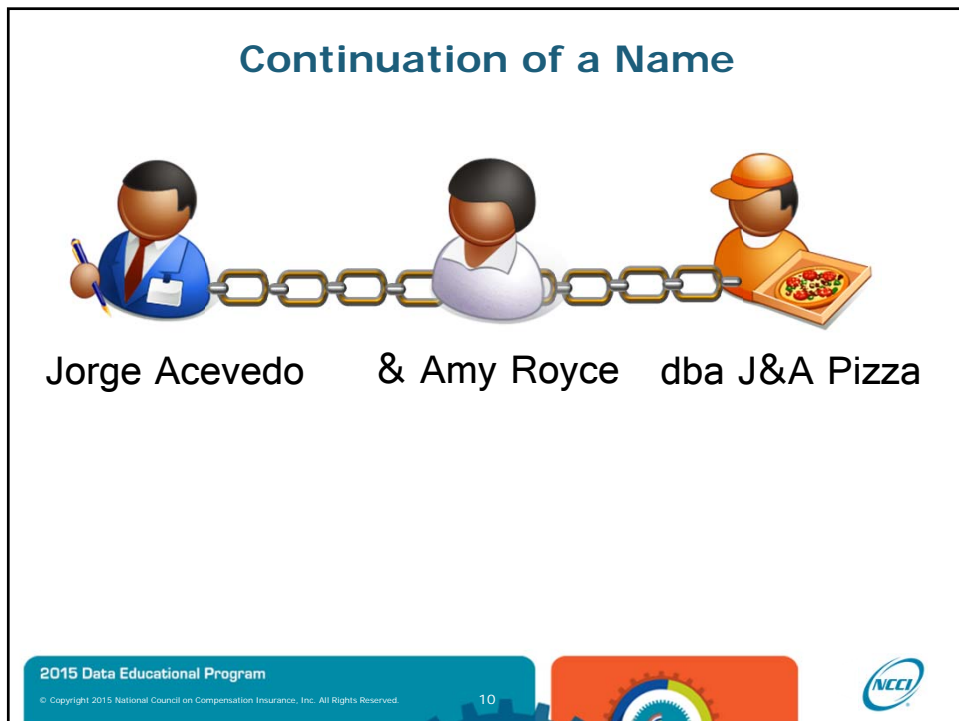 Continuation of a Name
Jorge Acevedo & Amy Royce dba J&A Pizza
2015 Data Educational Program
© Copyright 2015 National Council on Compensation Insurance, Inc. All Rights Reserved. 10
NCCI